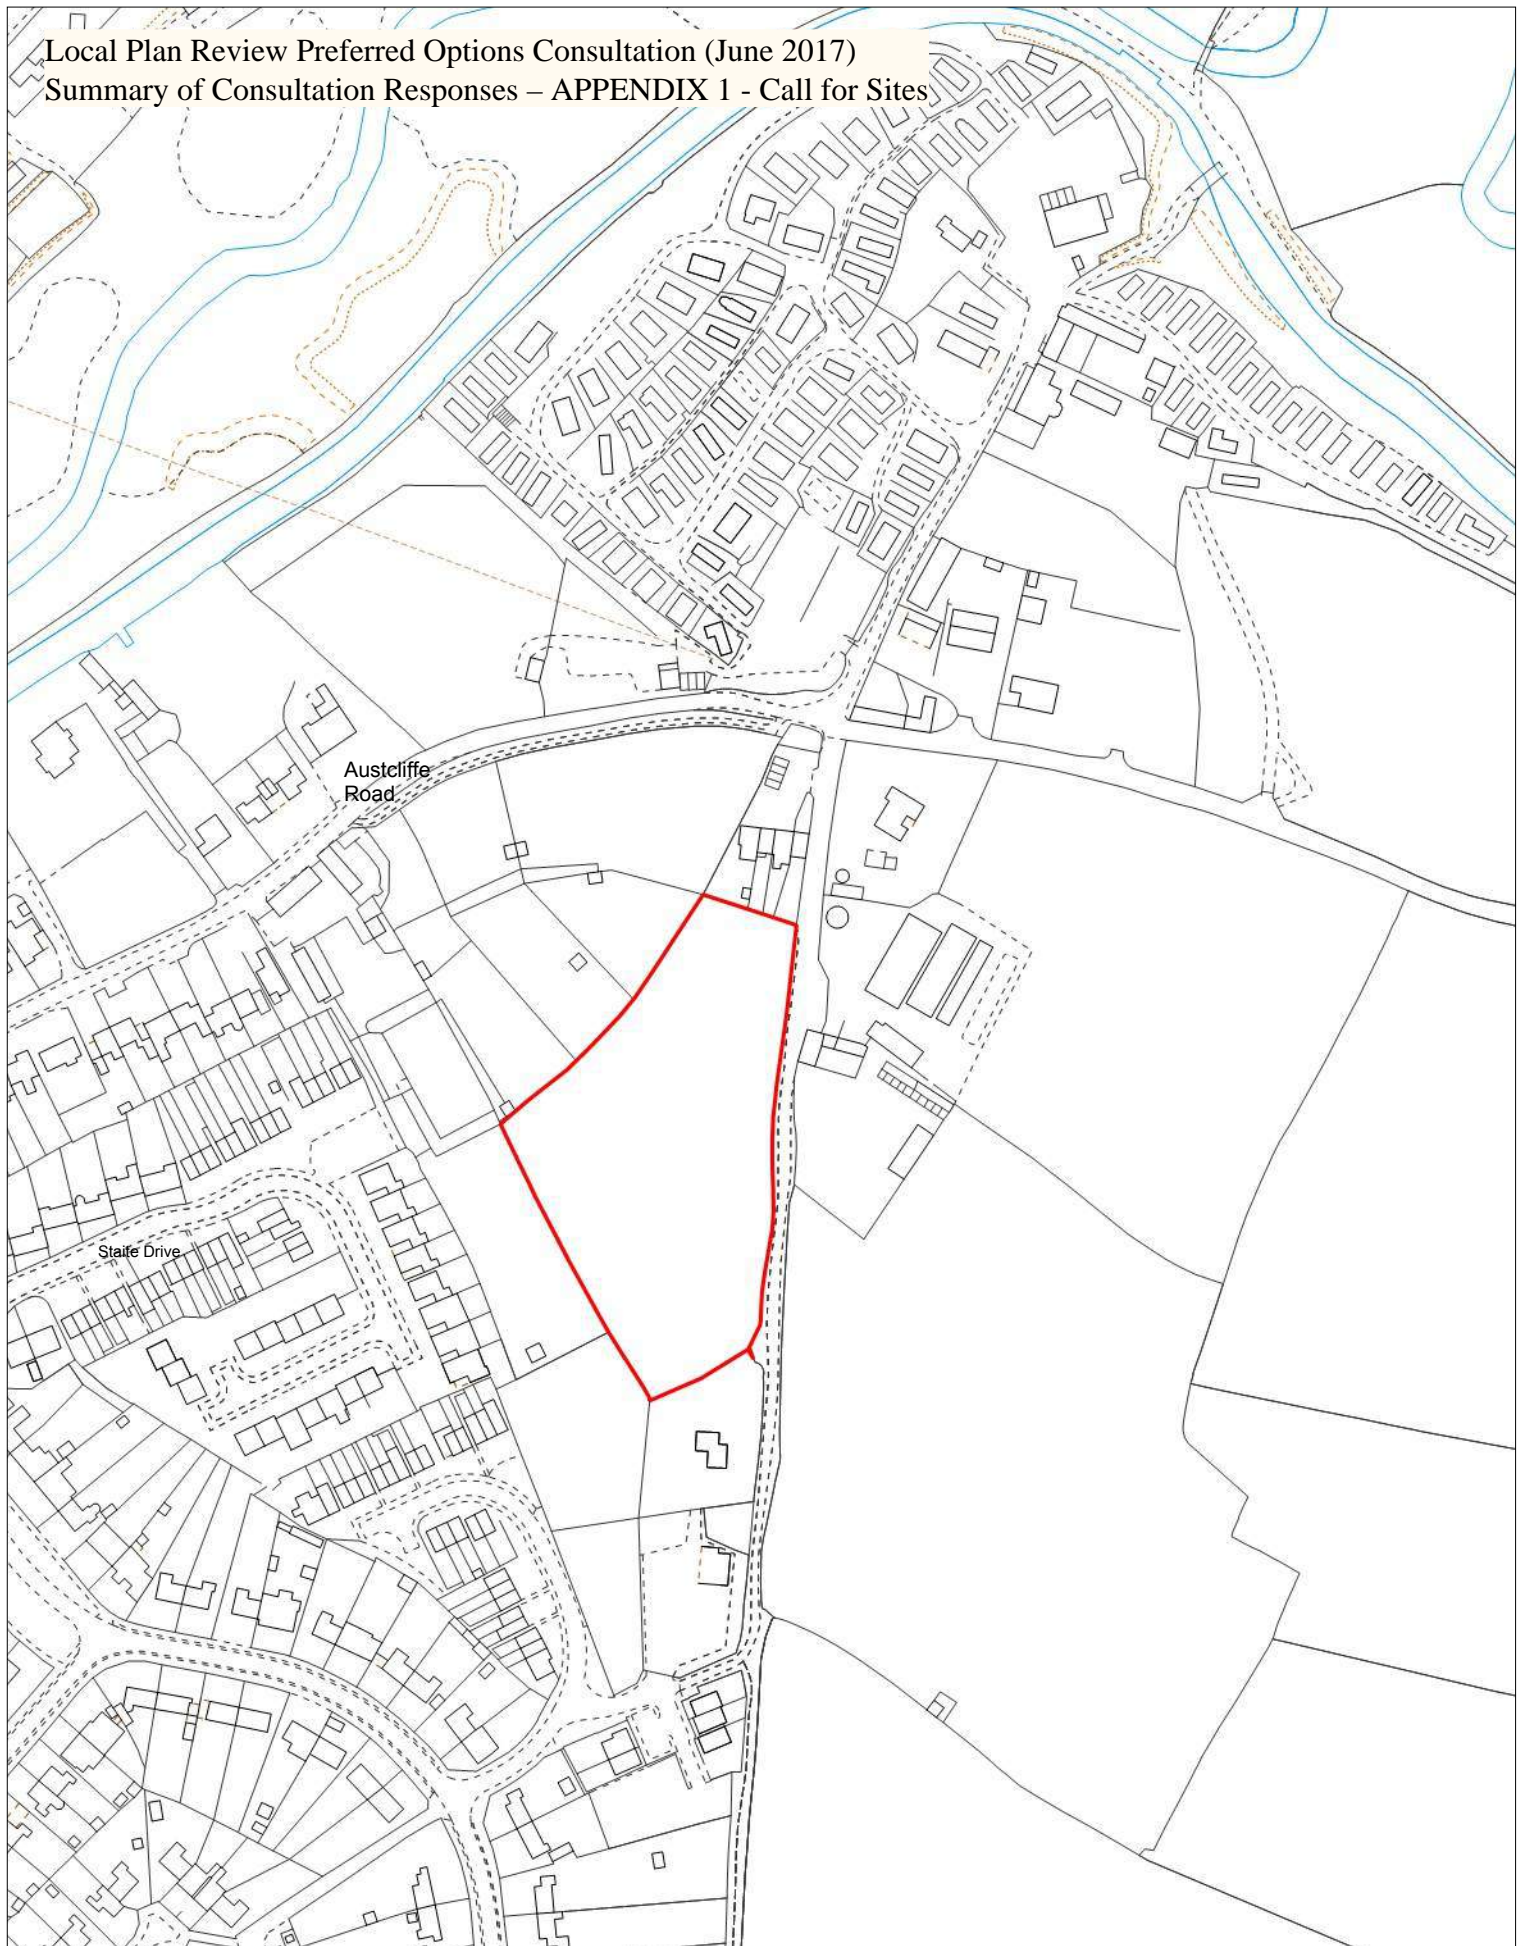 Local Plan Review Preferred Options Consultation (June 2017)
Summary of Consultation Responses – APPENDIX 1 - Call for Sites
Austcliffe
Road
Staite Drive